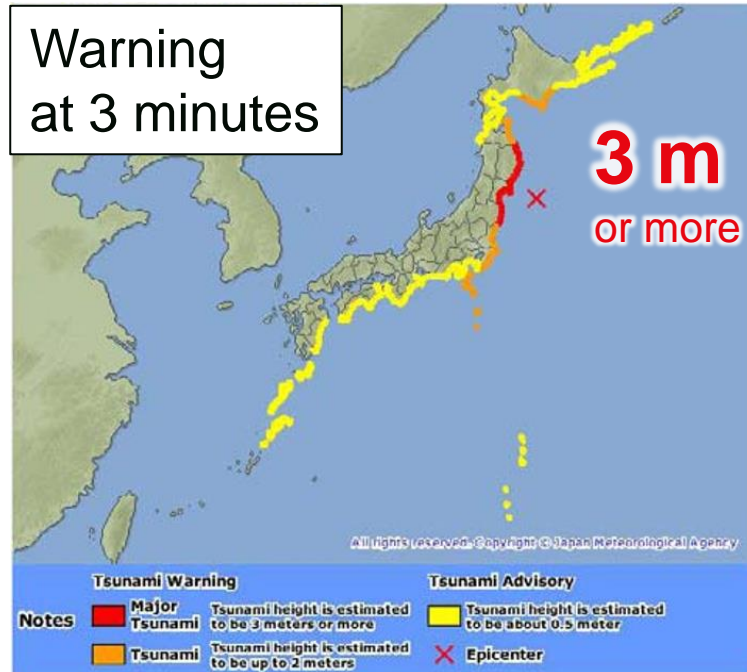 Warning
at 3 minutes
3 m
or more
All rights reserved. Copyright © Japan Meteorological Agency
Tsunami Warning
Tsunami Advisory
Notes
Major
Tsunami
Tsunami height is estimated
to be 3 meters or more
Tsunami height is estimated
to be about 0.5 meter
Tsunami
Tsunami height is estimated
to be up to 2 meters
Epicenter